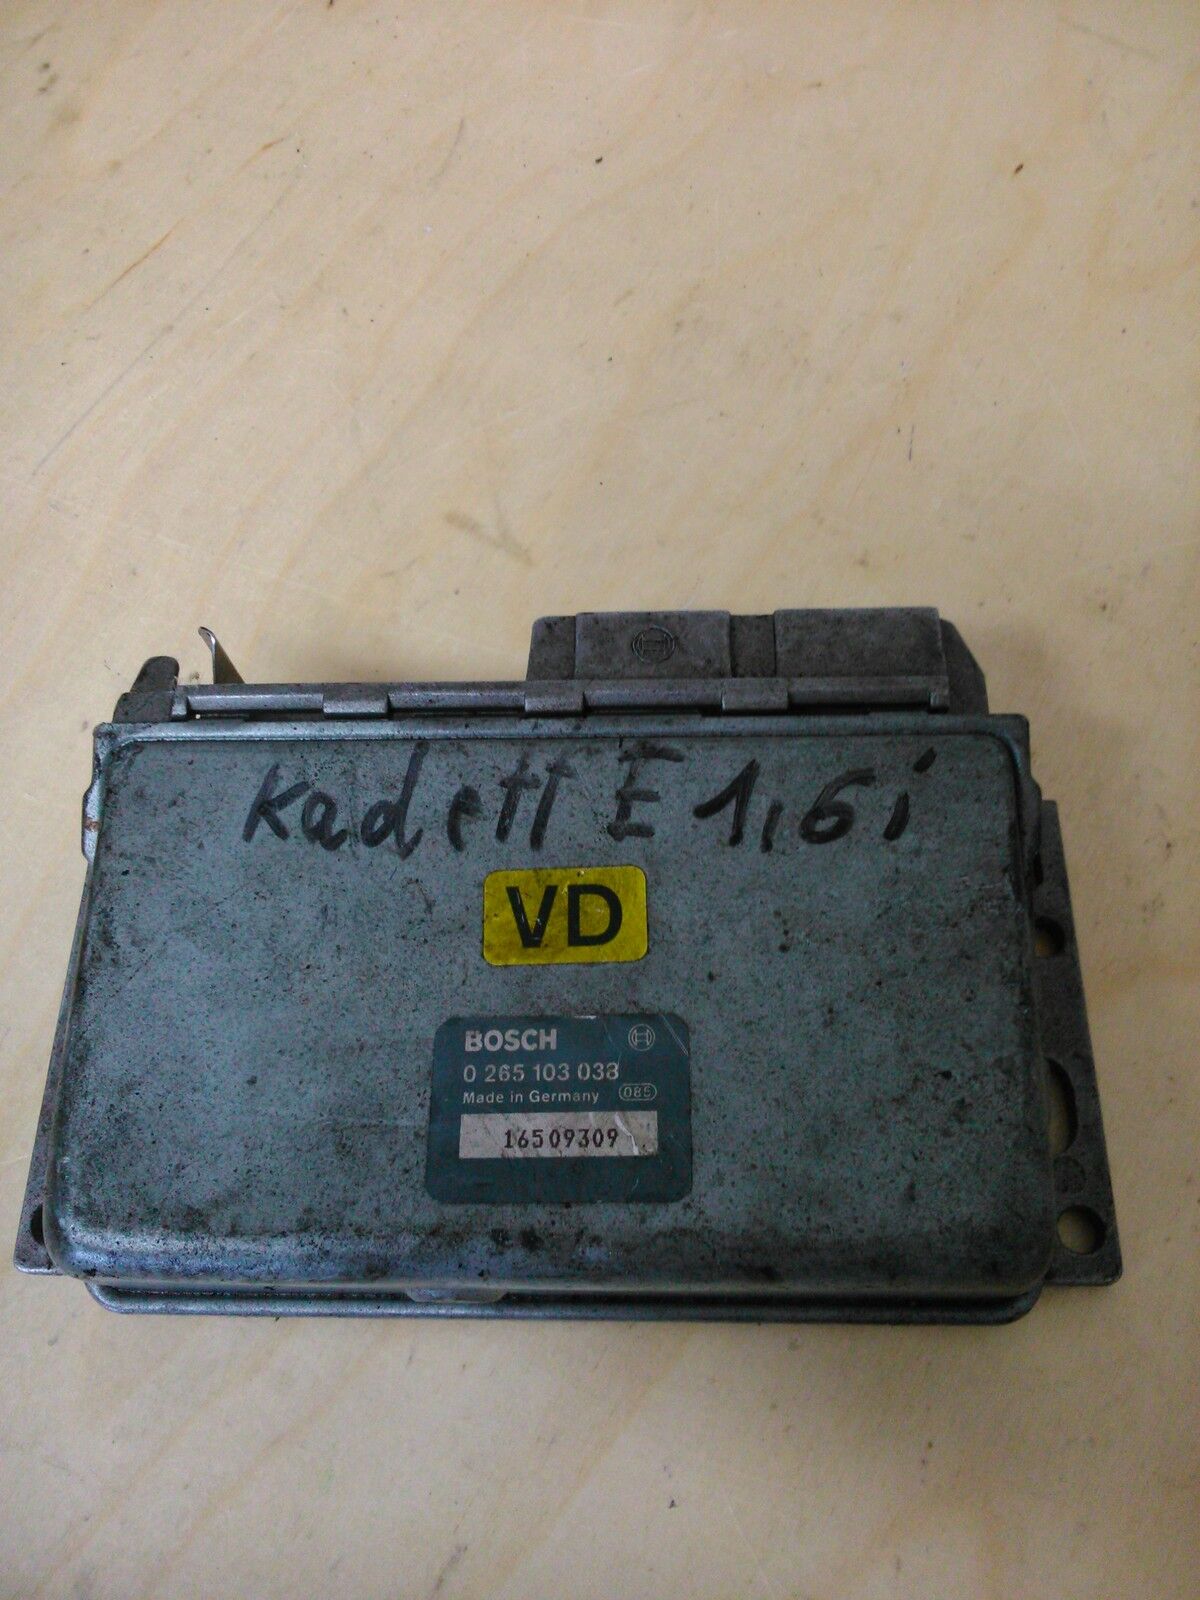 Kadett E 1,6i
VD
BOSCH
0 265 103 038
Made in Germany 085
16509309